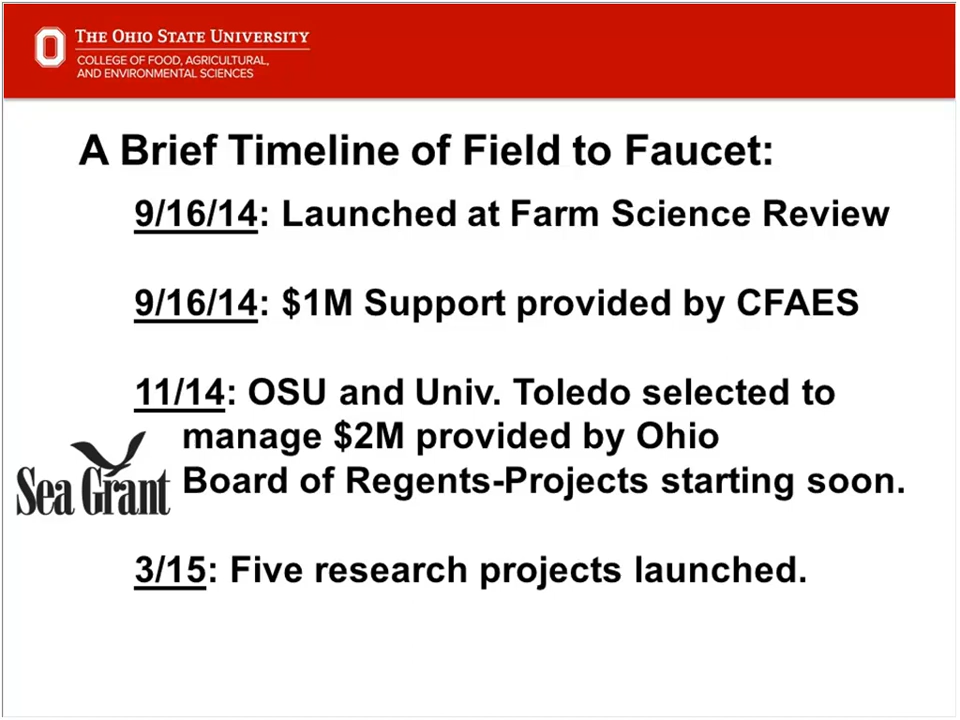 THE OHIO STATE UNIVERSITY
COLLEGE OF FOOD, AGRICULTURAL,
AND ENVIRONMENTAL SCIENCES
A Brief Timeline of Field to Faucet:
9/16/14: Launched at Farm Science Review
9/16/14: $1M Support provided by CFAES
11/14: OSU and Univ. Toledo selected to
manage $2M provided by Ohio
Board of Regents-Projects starting soon.
Sea Grant
3/15: Five research projects launched.